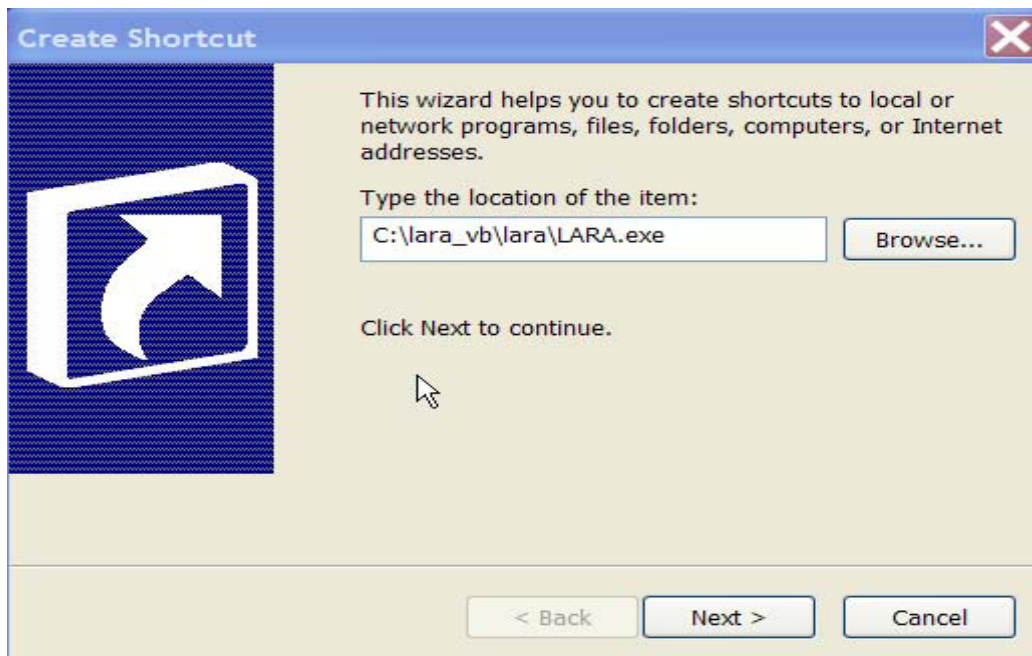 Create Shortcut
This wizard helps you to create shortcuts to local or
network programs, files, folders, computers, or Internet
addresses.
Type the location of the item:
C:\lara_vb\lara\LARA.exe
Browse...
Click Next to continue.
< Back
Next >
Cancel